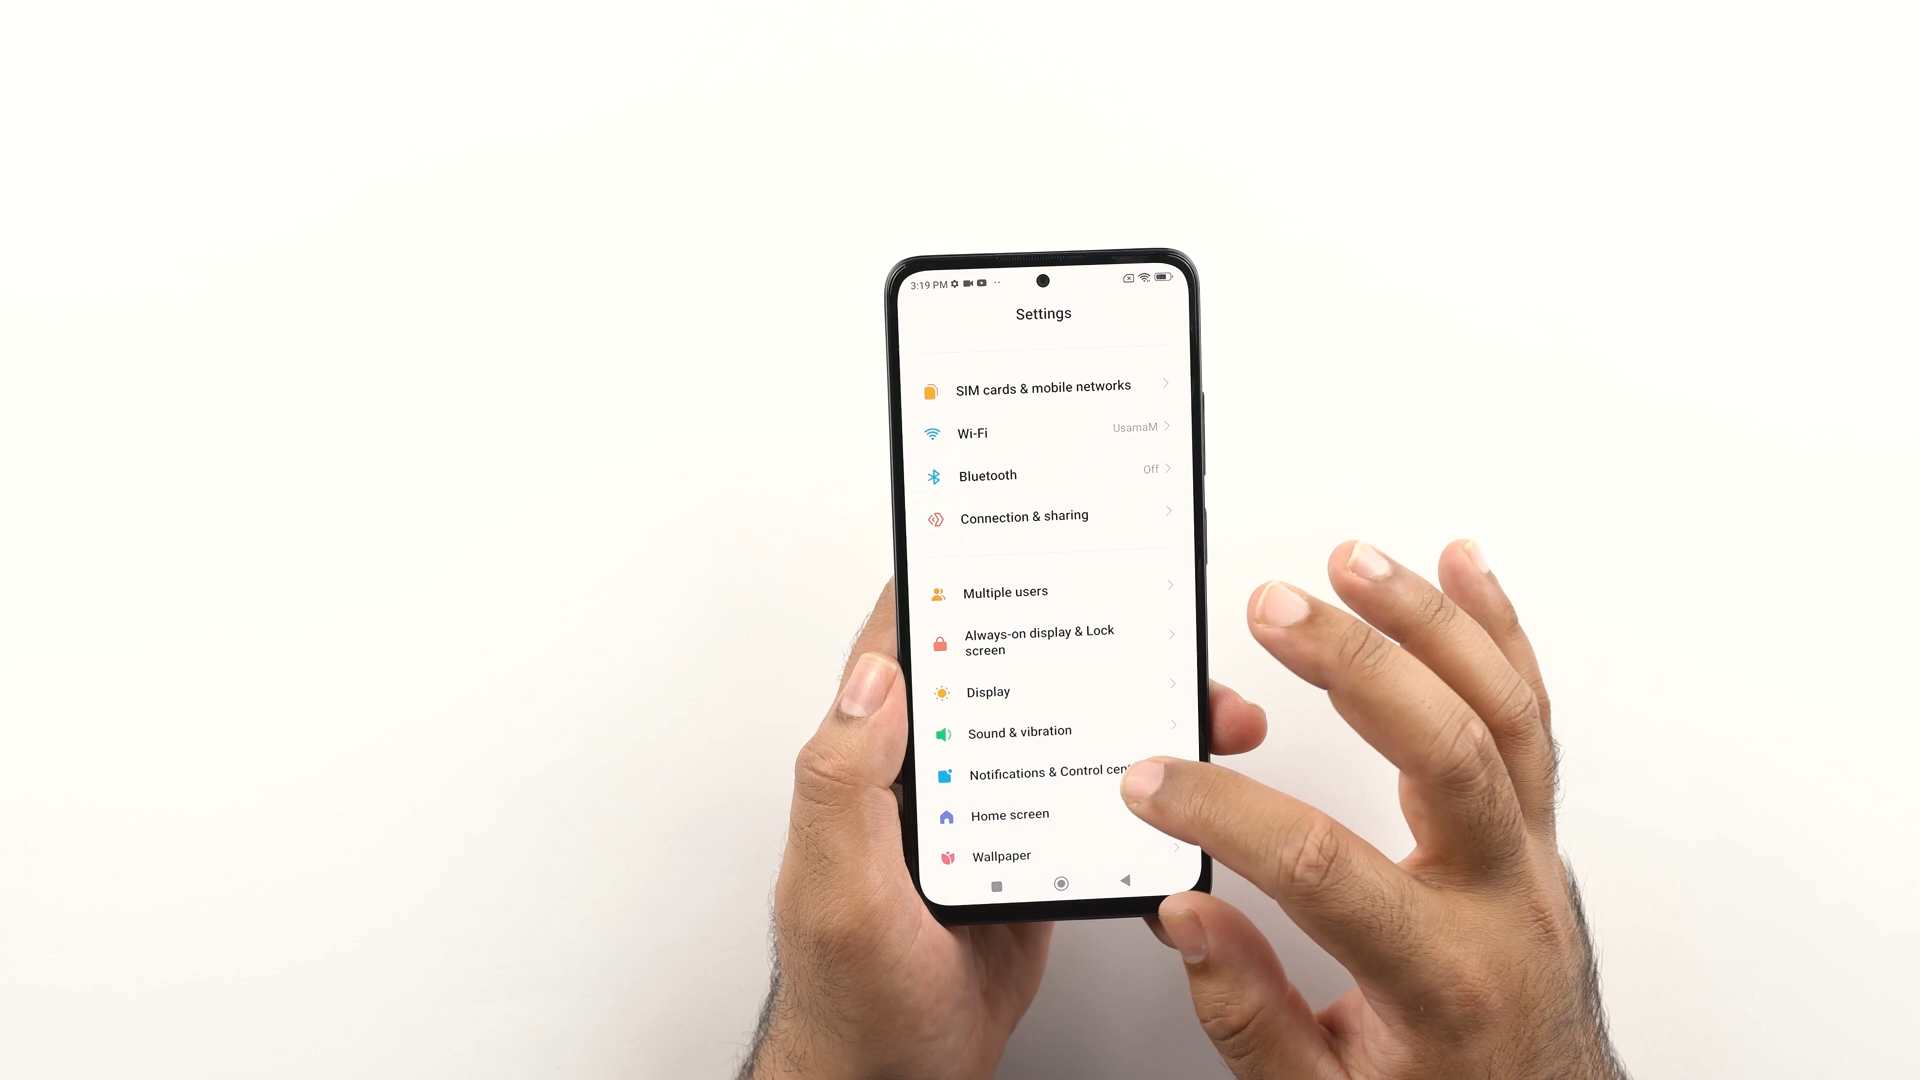 3:19 PM
Settings
SIM cards & mobile networks
Wi-Fi UsamaM
Bluetooth Off
Connection & sharing
Multiple users
Always-on display & Lock
screen
Display
Sound & vibration
Notifications & Control cen
Home screen
Wallpaper